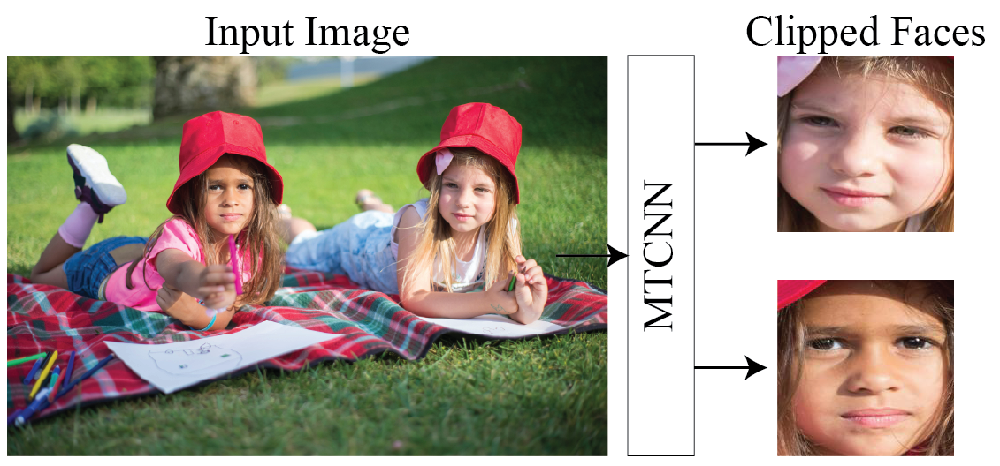 Input Image
Clipped Faces
MTCNN